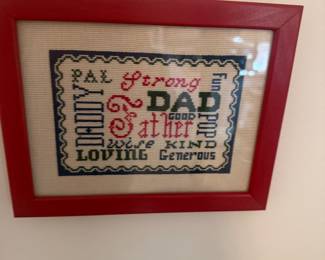 PAL Strong Fun
DADDY DAD
GOOD POP
Father
Wise KIND
LOVING Generous